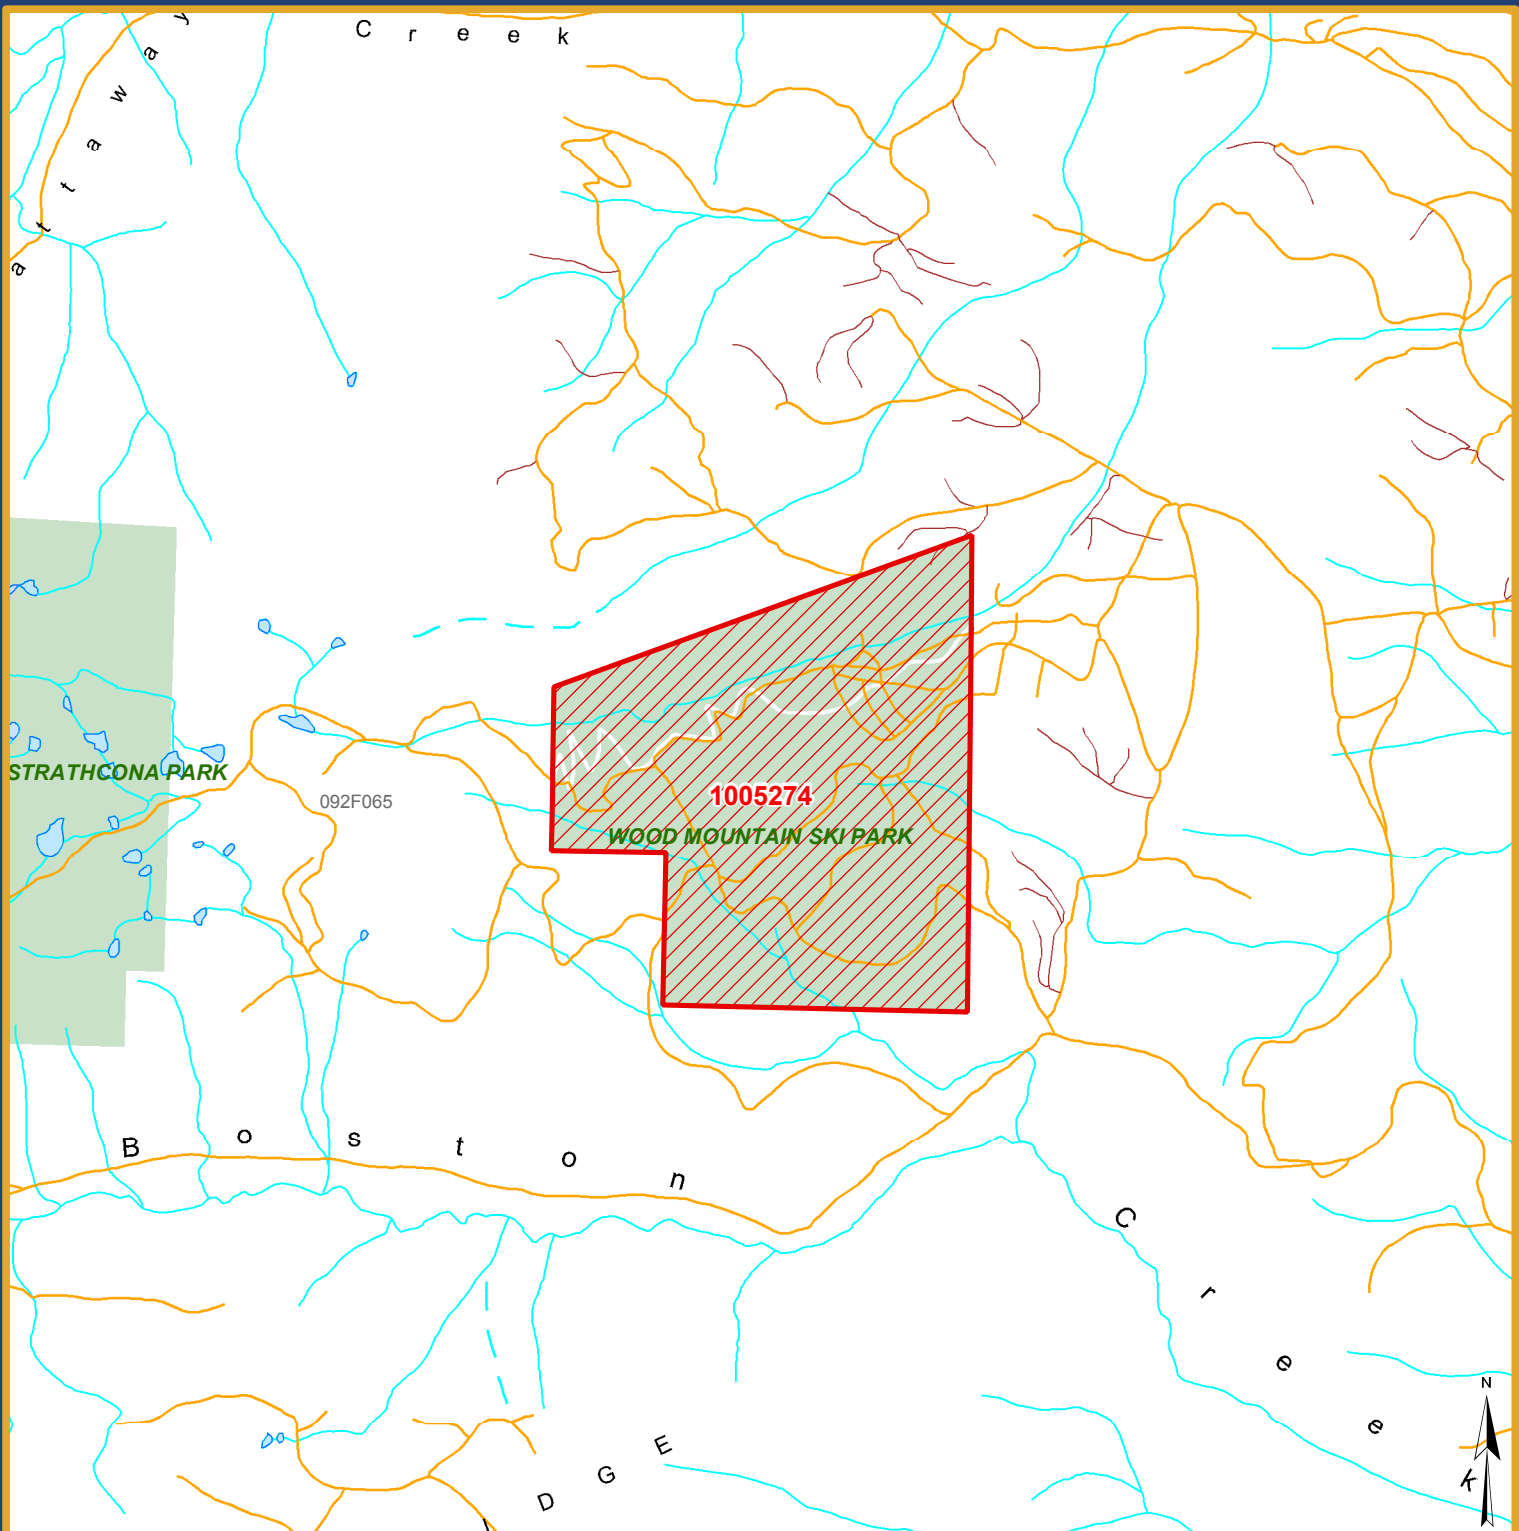 Creek
attaway
STRATHCONA PARK
092F065
1005274
WOOD MOUNTAIN SKI PARK
Boston
Creek
DGE
N